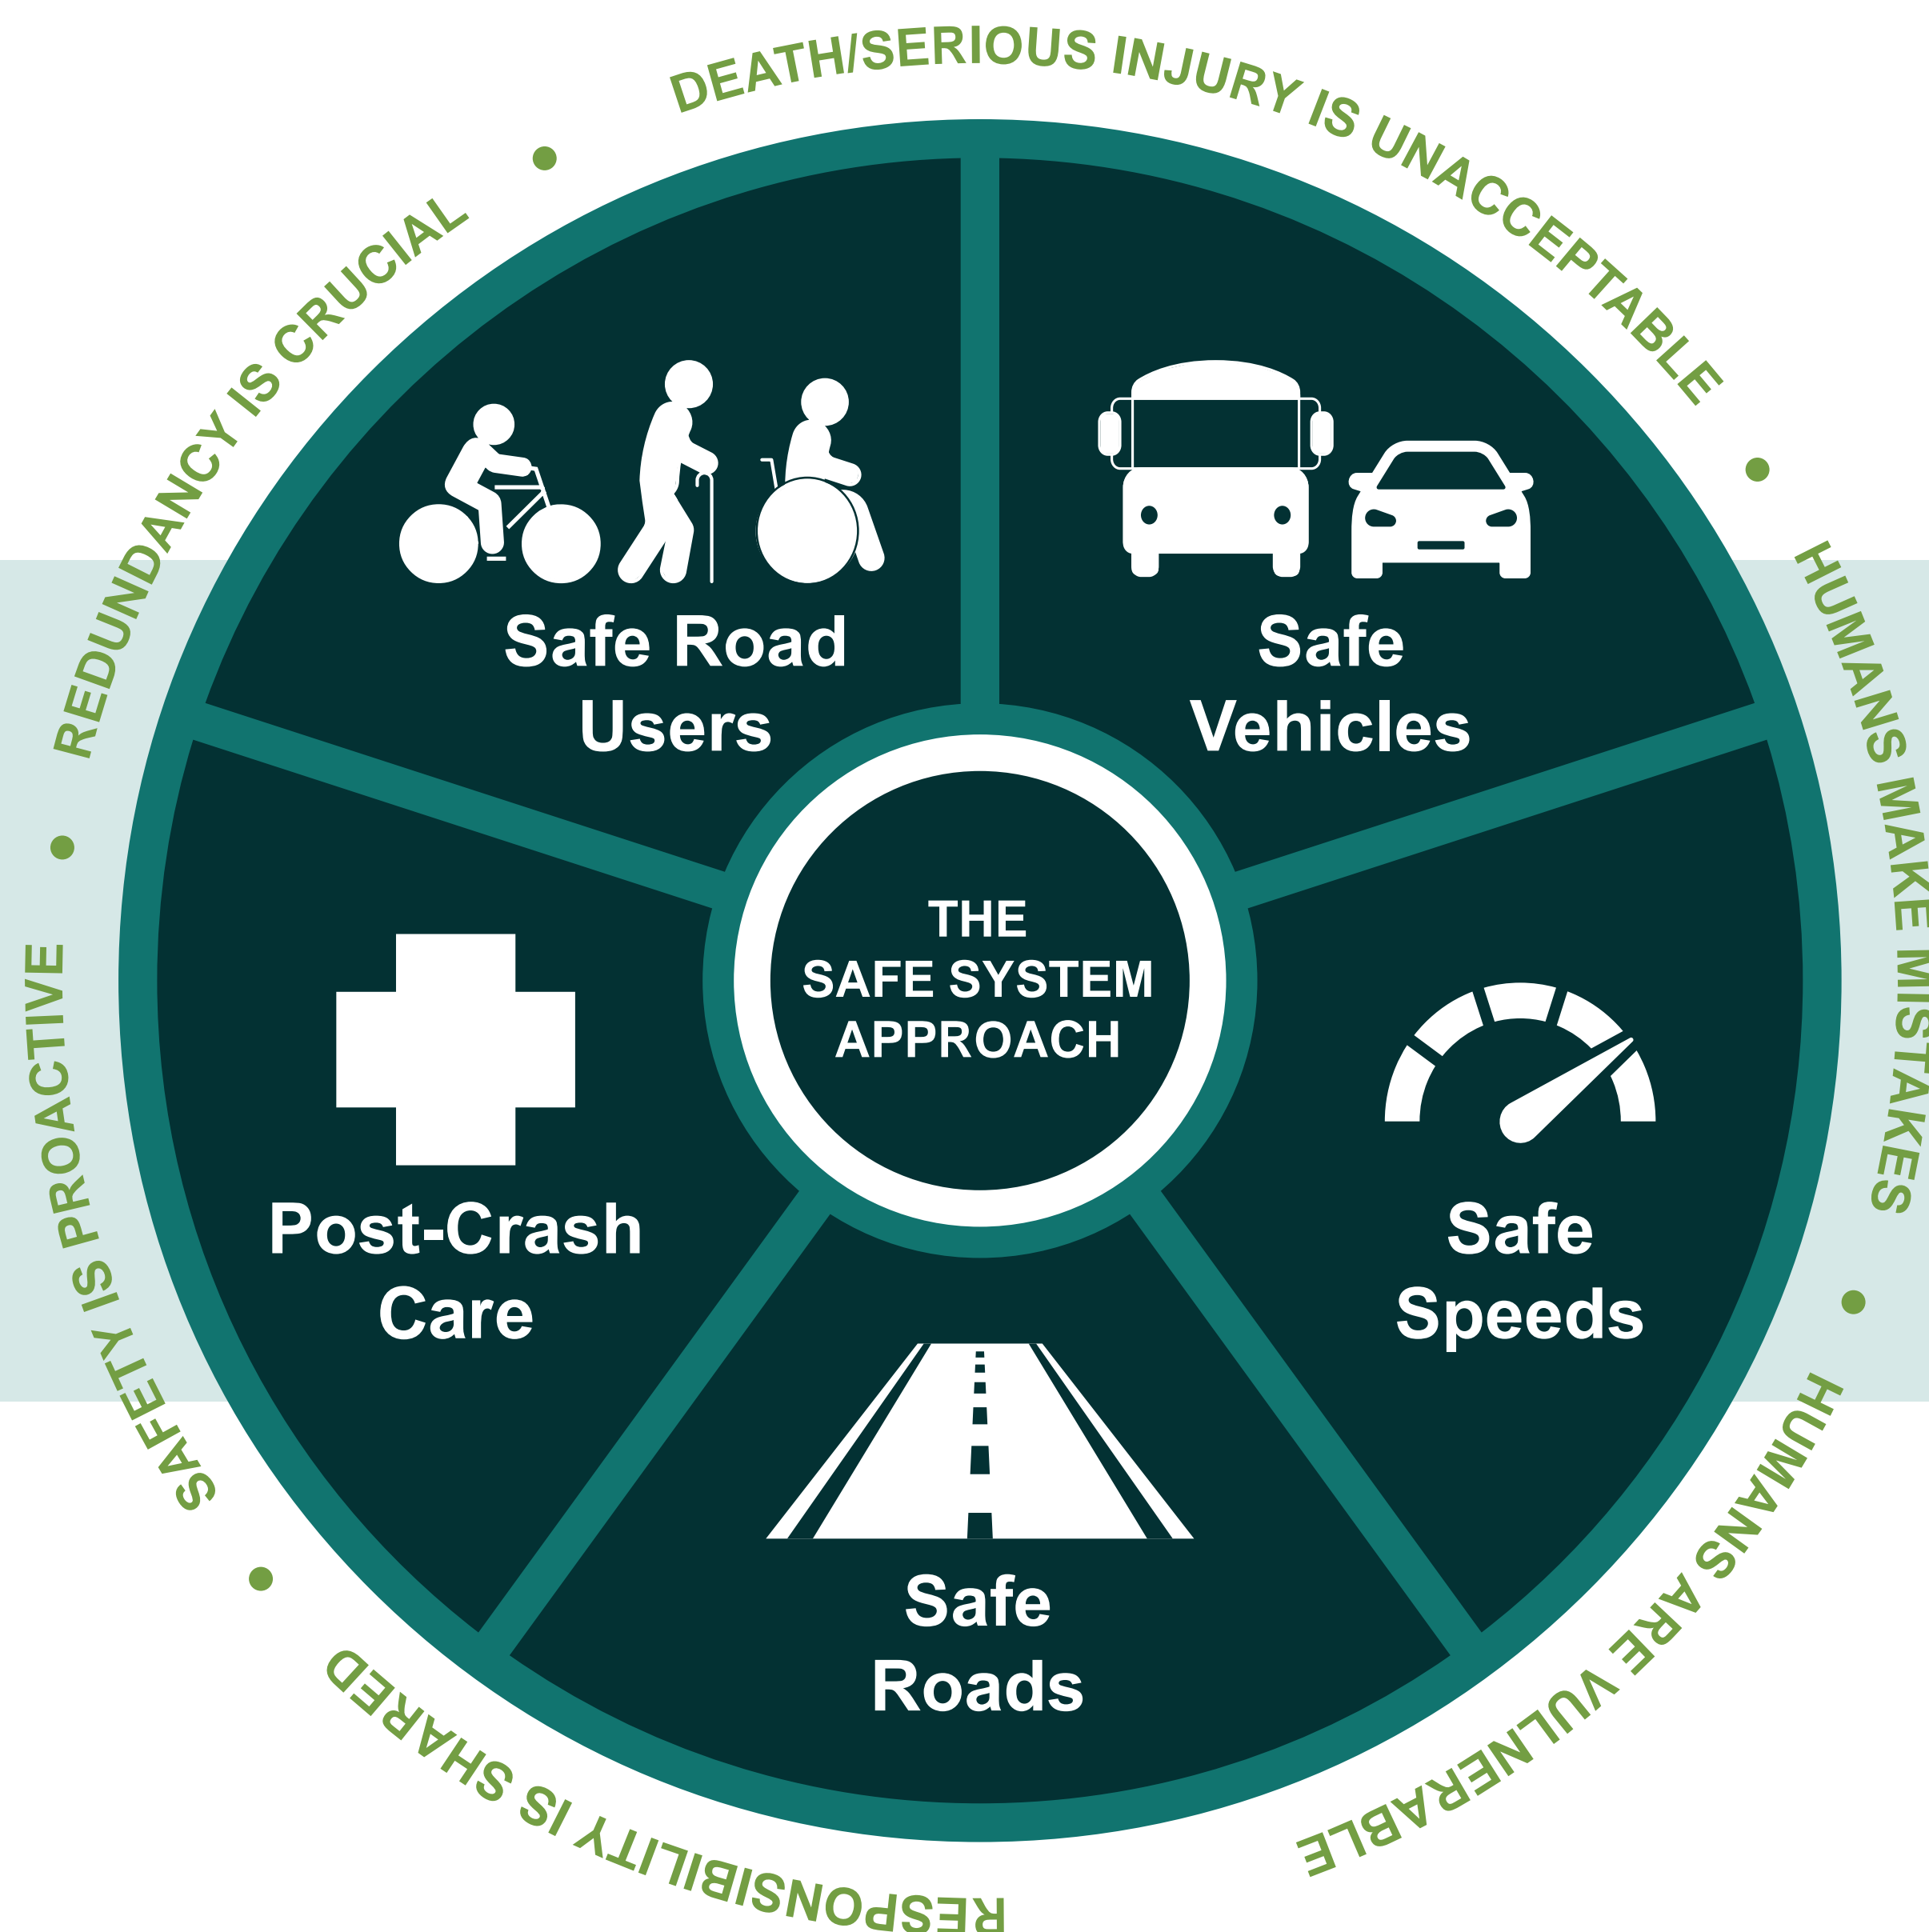 DEATH/SERIOUS INJURY IS UNACCEPTABLE
HUMANS MAKE MISTAKES
HUMANS ARE VULNERABLE
RESPONSIBILITY IS SHARED
SAFETY IS PROACTIVE
REDUNDANCY IS CRUCIAL
Safe Road
Users
Safe
Vehicles
THE
SAFE SYSTEM
APPROACH
Safe
Speeds
Safe
Roads
Post-Crash
Care